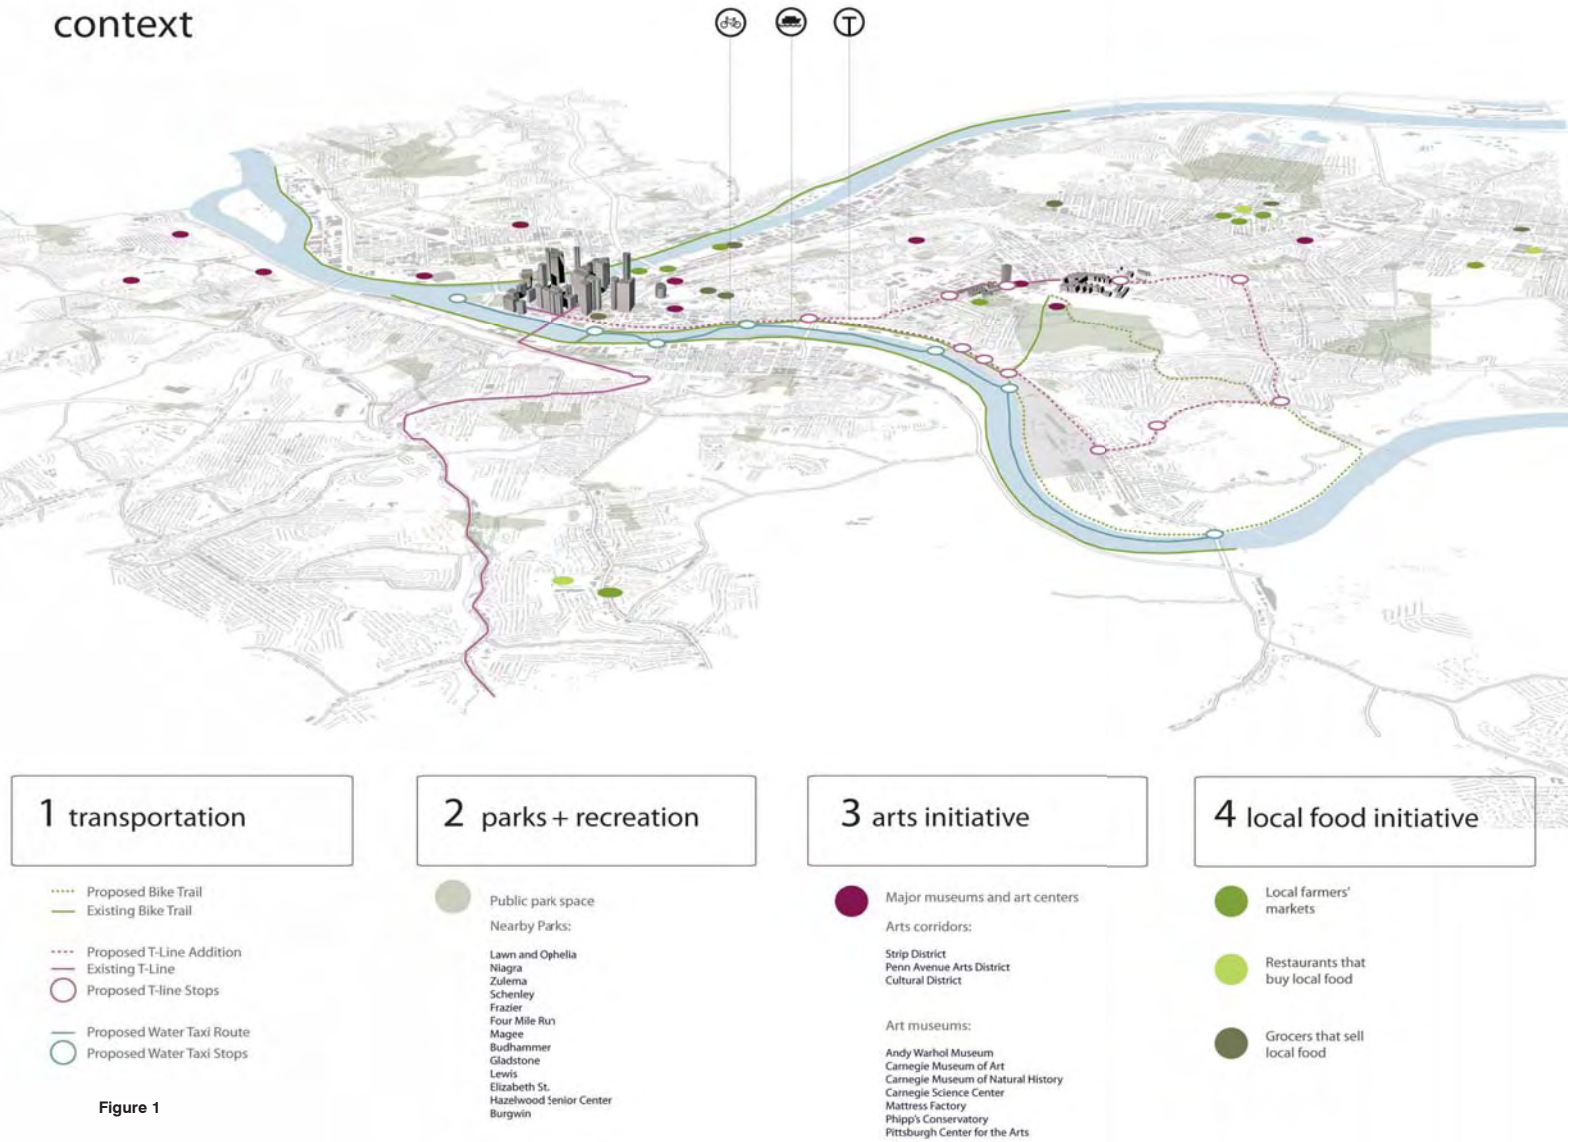 context
T
1 transportation
Proposed Bike Trail
Existing Bike Trail
Proposed T-Line Addition
Existing T-Line
Proposed T-line Stops
Proposed Water Taxi Route
Proposed Water Taxi Stops
Figure 1
2 parks + recreation
Public park space
Nearby Parks:
Lawn and Ophelia
Niagra
Zulema
Schenley
Frazier
Four Mile Run
Magee
Budhammer
Gladstone
Lewis
Elizabeth St.
Hazelwood Senior Center
Burgwin
3 arts initiative
Major museums and art centers
Arts corridors:
Strip District
Penn Avenue Arts District
Cultural District
Art museums:
Andy Warhol Museum
Carnegie Museum of Art
Carnegie Museum of Natural History
Carnegie Science Center
Mattress Factory
Phipp's Conservatory
Pittsburgh Center for the Arts
4 local food initiative
Local farmers'
markets
Restaurants that
buy local food
Grocers that sell
local food